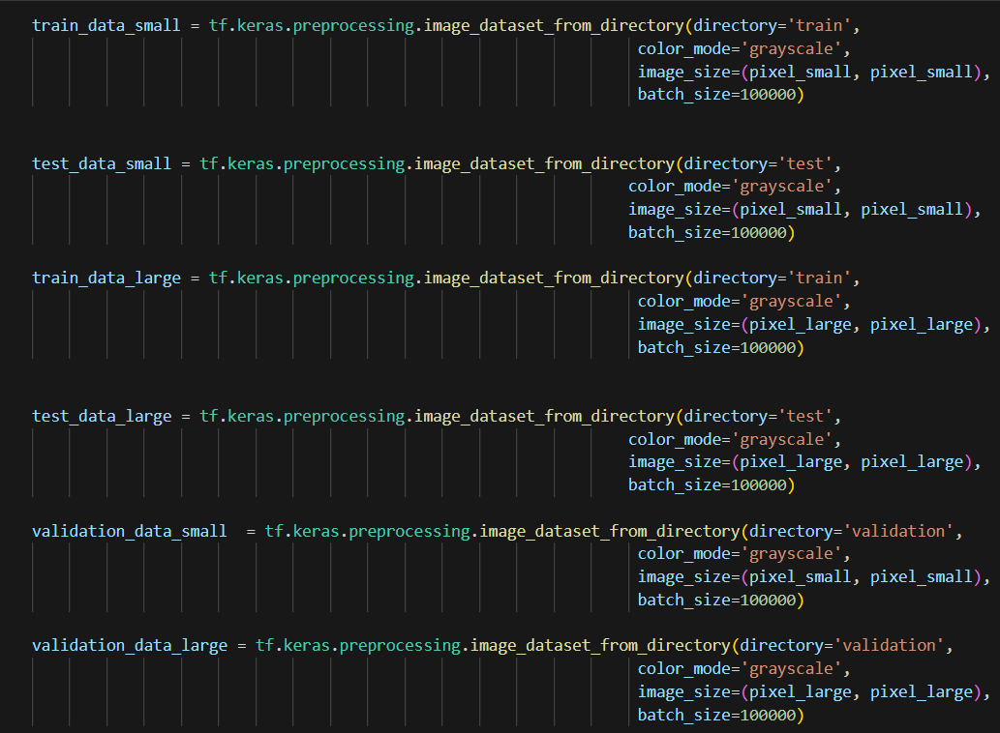 train_data_small = tf.keras.preprocessing.image_dataset_from_directory(directory='train',
color_mode='grayscale',
image_size=(pixel_small, pixel_small),
batch_size=100000)
test_data_small = tf.keras.preprocessing.image_dataset_from_directory(directory='test',
color_mode='grayscale',
image_size=(pixel_small, pixel_small),
batch_size=100000)
train_data_large = tf.keras.preprocessing.image_dataset_from_directory(directory='train',
color_mode='grayscale',
image_size=(pixel_large, pixel_large),
batch_size=100000)
test_data_large = tf.keras.preprocessing.image_dataset_from_directory(directory='test',
color_mode='grayscale',
image_size=(pixel_large, pixel_large),
batch_size=100000)
validation_data_small  = tf.keras.preprocessing.image_dataset_from_directory(directory='validation',
color_mode='grayscale',
image_size=(pixel_small, pixel_small),
batch_size=100000)
validation_data_large = tf.keras.preprocessing.image_dataset_from_directory(directory='validation',
color_mode='grayscale',
image_size=(pixel_large, pixel_large),
batch_size=100000)